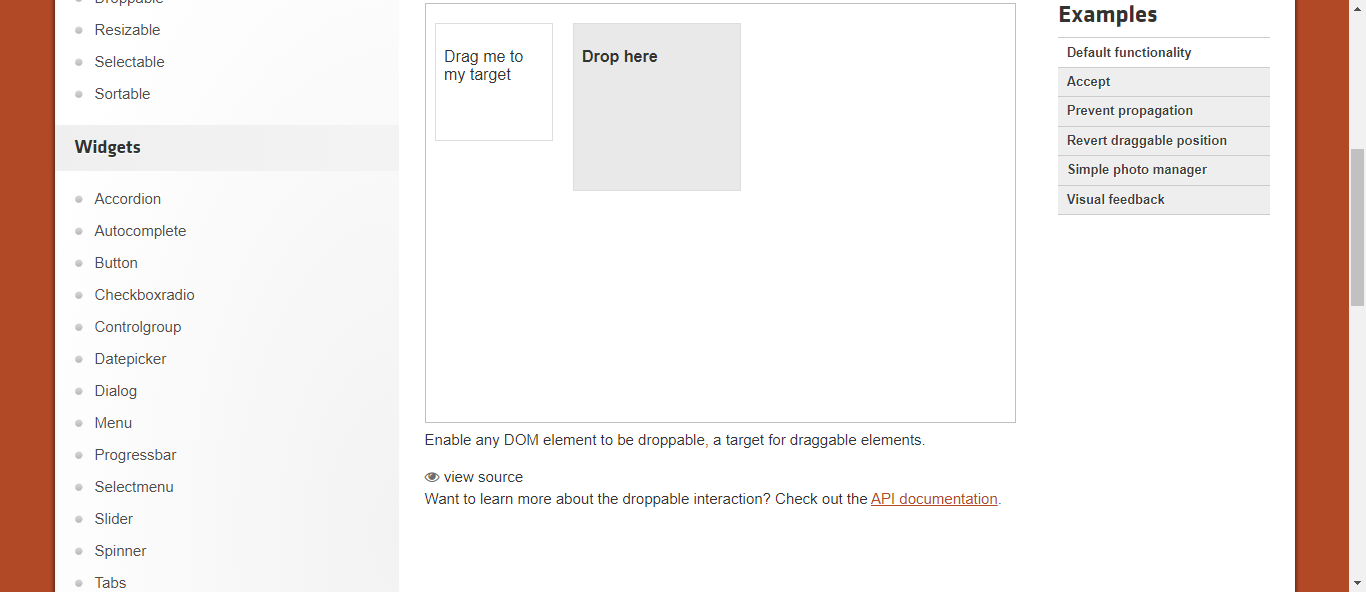 Droppable
Resizable
Selectable
Sortable
Widgets
Accordion
Autocomplete
Button
Checkboxradio
Controlgroup
Datepicker
Dialog
Menu
Progressbar
Selectmenu
Slider
Spinner
Tabs
Drag me to
my target
Drop here
Enable any DOM element to be droppable, a target for draggable elements.
view source
Want to learn more about the droppable interaction? Check out the API documentation.
Examples
Default functionality
Accept
Prevent propagation
Revert draggable position
Simple photo manager
Visual feedback